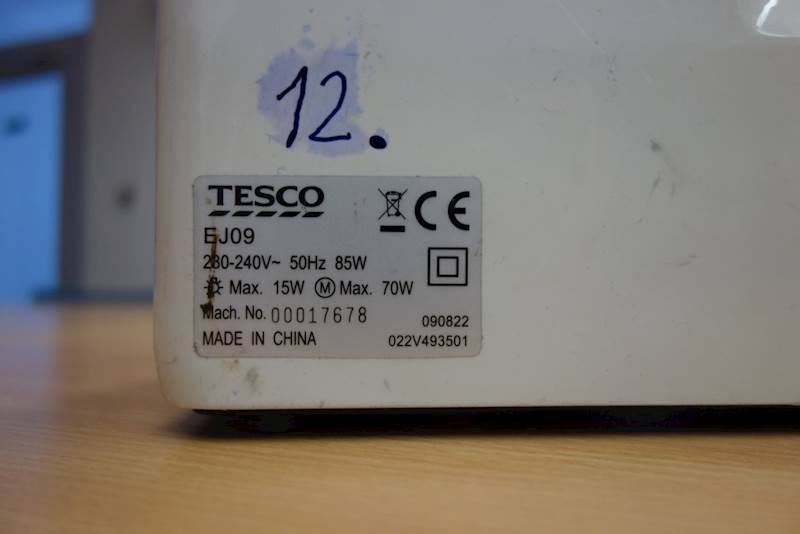 12.
TESCO
CE
EJ09
230-240V~ 50Hz 85W
Max. 15W M Max. 70W
Mach. No. 00017678
090822
MADE IN CHINA
022V493501